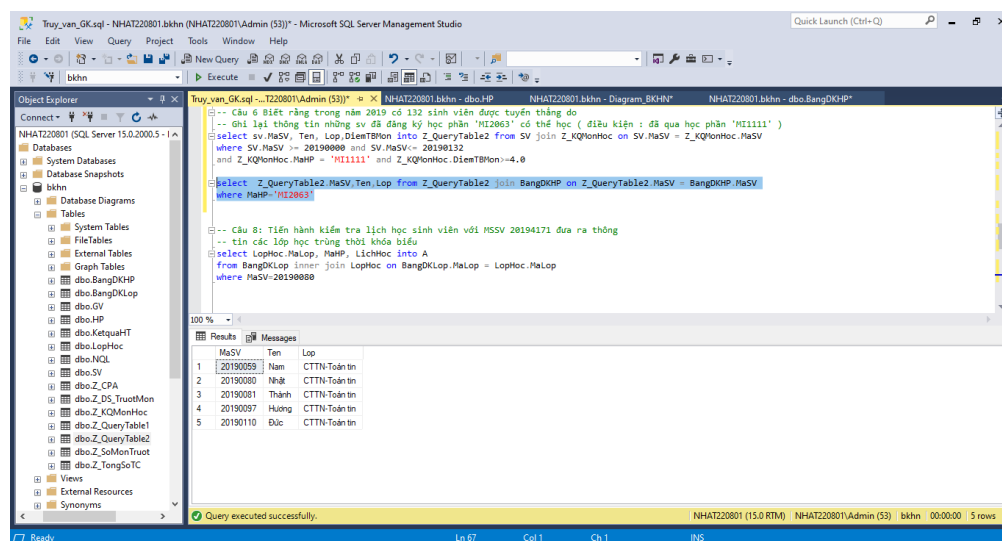 Truy_van_GK.sql - NHAT220801.bkhn (NHAT220801\Admin (53))* - Microsoft SQL Server Management Studio
Quick Launch (Ctrl+Q)
File Edit View Query Project Tools Window Help
New Query
bkhn
Execute
Object Explorer
Truy_van_GK.sql -...T220801\Admin (53))*
NHAT220801.bkhn - dbo.HP
NHAT220801.bkhn - Diagram_BKHN*
NHAT220801.bkhn - dbo.BangDKHP*
Connect
NHAT220801 (SQL Server 15.0.2000.5 -
Databases
System Databases
Database Snapshots
bkhn
Database Diagrams
Tables
System Tables
FileTables
External Tables
Graph Tables
dbo.BangDKHP
dbo.BangDKLop
dbo.GV
dbo.HP
dbo.KetquaHT
dbo.LopHoc
dbo.NQL
dbo.SV
dbo.Z_CPA
dbo.Z_DS_TruotMon
dbo.Z_KQMonHoc
dbo.Z_QueryTable1
dbo.Z_QueryTable2
dbo.Z_SoMonTruot
dbo.Z_TongSoTC
Views
External Resources
Synonyms
-- Câu 6 Biết rằng trong năm 2019 có 132 sinh viên được tuyển thẳng do
-- Ghi lại thông tin những sv đã đăng ký học phần 'MI2063' có thể học ( điều kiện : đã qua học phần 'MI1111' )
select sv.MaSV, Ten, Lop,DiemTBMon into Z_QueryTable2 from SV join Z_KQMonHoc on SV.MaSV = Z_KQMonHoc.MaSV
where SV.MaSV >= 20190000 and SV.MaSV<= 20190132
and Z_KQMonHoc.MaHP = 'MI1111' and Z_KQMonHoc.DiemTBMon>=4.0
select Z_QueryTable2.MaSV,Ten,Lop from Z_QueryTable2 join BangDKHP on Z_QueryTable2.MaSV = BangDKHP.MaSV
where MaHP='MI2063'
-- Câu 8: Tiến hành kiểm tra lịch học sinh viên với MSSV 20194171 đưa ra thông
-- tin các lớp học trùng thời khóa biểu
select LopHoc.MaLop, MaHP, LichHoc into A
from BangDKLop inner join LopHoc on BangDKLop.MaLop = LopHoc.MaLop
where MaSV=20190080
100 %
Results Messages
MaSV Ten Lop
1 20190059 Nam CTTN-Toán tin
2 20190080 Nhật CTTN-Toán tin
3 20190081 Thành CTTN-Toán tin
4 20190097 Hương CTTN-Toán tin
5 20190110 Đức CTTN-Toán tin
Query executed successfully.
NHAT220801 (15.0 RTM) NHAT220801\Admin (53) bkhn 00:00:00 5 rows
Ready Ln 67 Col 1 Ch 1 INS